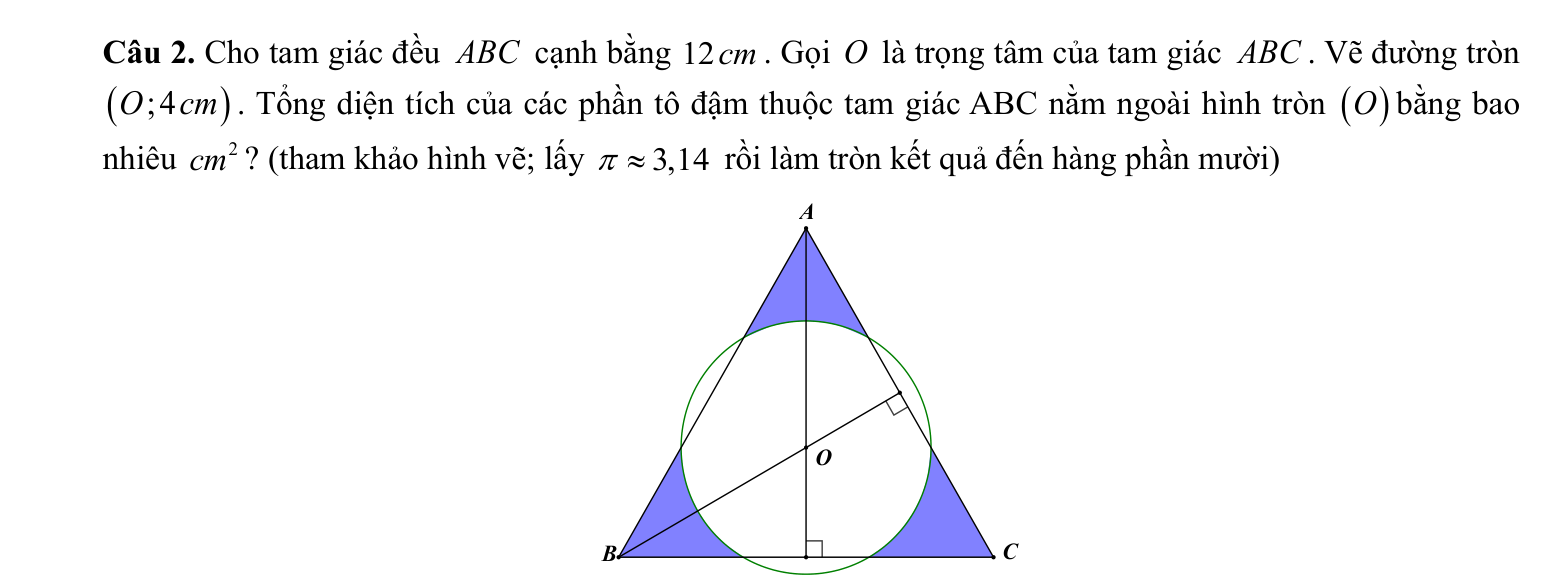 Câu 2. Cho tam giác đều ABC cạnh bằng 12cm. Gọi O là trọng tâm của tam giác ABC. Vẽ đường tròn
(O;4cm). Tổng diện tích của các phần tô đậm thuộc tam giác ABC nằm ngoài hình tròn (O) bằng bao
nhiêu cm² ? (tham khảo hình vẽ; lấy π ≈ 3,14 rồi làm tròn kết quả đến hàng phần mười)
A
O
B
C